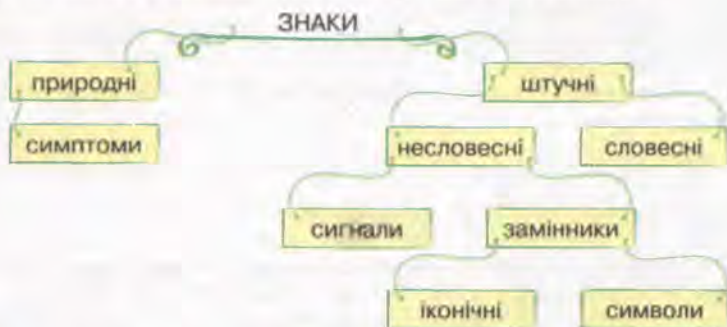 ЗНАКИ
природні
штучні
симптоми
несловесні
словесні
сигнали
замінники
іконічні
символи